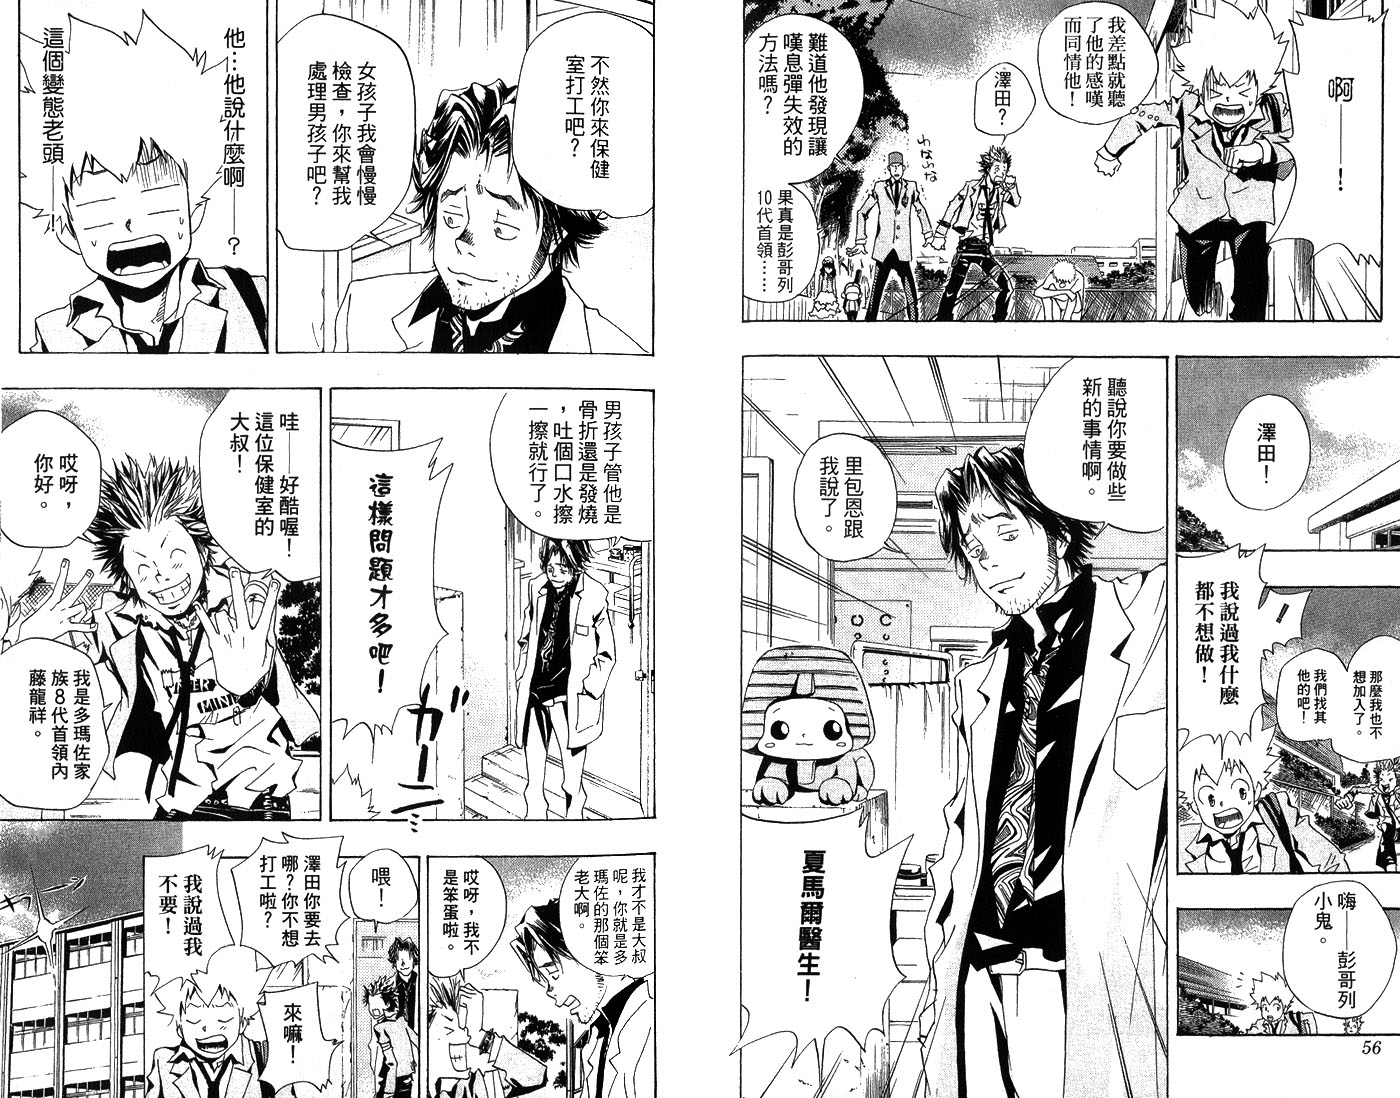 啊——！
我差點就聽
了他的感嘆
而同情他！
澤田？
わなわな
難道他發現讓
嘆息彈失效的
方法嗎？
果真是彭哥列
10代首領……
澤田！
那麼我也不
想加入了。
我們找其
他的吧！
！
我說過我什麼
都不想做！
嗨——彭哥列
小鬼。
聽說你要做些
新的事情啊。
里包恩跟
我說了。
夏馬爾醫生！
56
不然你來保健
室打工吧？
女孩子我會慢慢
檢查，你來幫我
處理男孩子吧？
他…他說什麼啊——？
這個變態老頭——！
男孩子管他是
骨折還是發燒
，吐個口水擦
一擦就行了。
這樣問題才多吧！
ガーン
哇——好酷喔！
這位保健室的
大叔！
哎呀，
你好。
我是多瑪佐家
族8代首領內
藤龍祥。
我才不是大叔
呢，你就是多
瑪佐的那個笨
老大啊。
哎呀，我不
是笨蛋啦。
喂！
澤田你要去
哪？你不想
打工啦？
來嘛！
我說過我
不要！